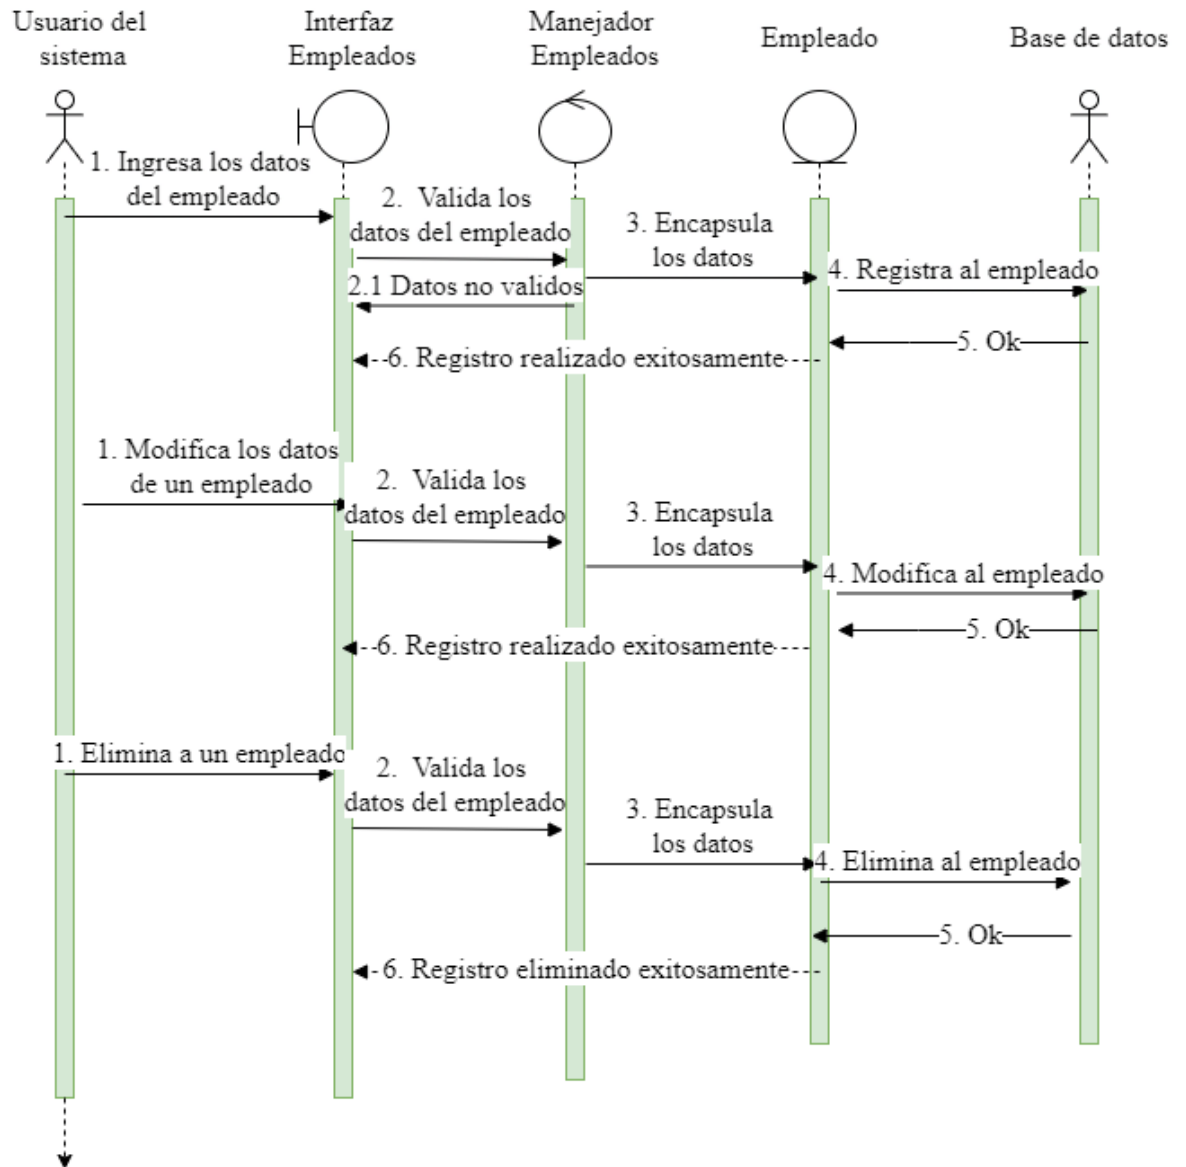 Usuario del
sistema
Interfaz
Empleados
Manejador
Empleados
Empleado
Base de datos
1. Ingresa los datos
del empleado
2. Valida los
datos del empleado
3. Encapsula
los datos
4. Registra al empleado
2.1 Datos no validos
5. Ok
6. Registro realizado exitosamente
1. Modifica los datos
de un empleado
2. Valida los
datos del empleado
3. Encapsula
los datos
4. Modifica al empleado
5. Ok
6. Registro realizado exitosamente
1. Elimina a un empleado
2. Valida los
datos del empleado
3. Encapsula
los datos
4. Elimina al empleado
5. Ok
6. Registro eliminado exitosamente